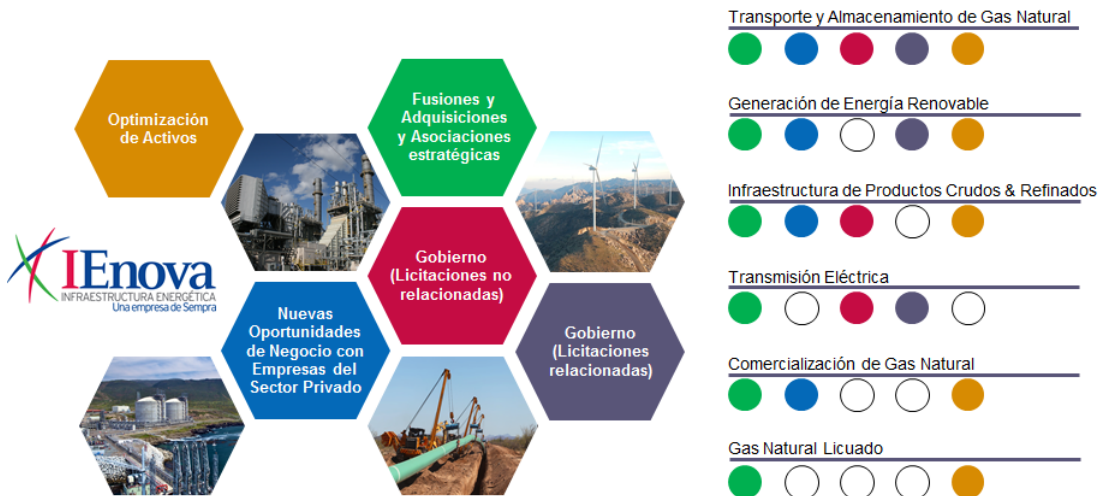 Optimización
de Activos
Fusiones y
Adquisiciones
y Asociaciones
estratégicas
IEnova
INFRAESTRUCTURA ENERGÉTICA
Una empresa de Sempra
Gobierno
(Licitaciones no
relacionadas)
Nuevas
Oportunidades
de Negocio con
Empresas del
Sector Privado
Gobierno
(Licitaciones
relacionadas)
Transporte y Almacenamiento de Gas Natural
Generación de Energía Renovable
Infraestructura de Productos Crudos & Refinados
Transmisión Eléctrica
Comercialización de Gas Natural
Gas Natural Licuado